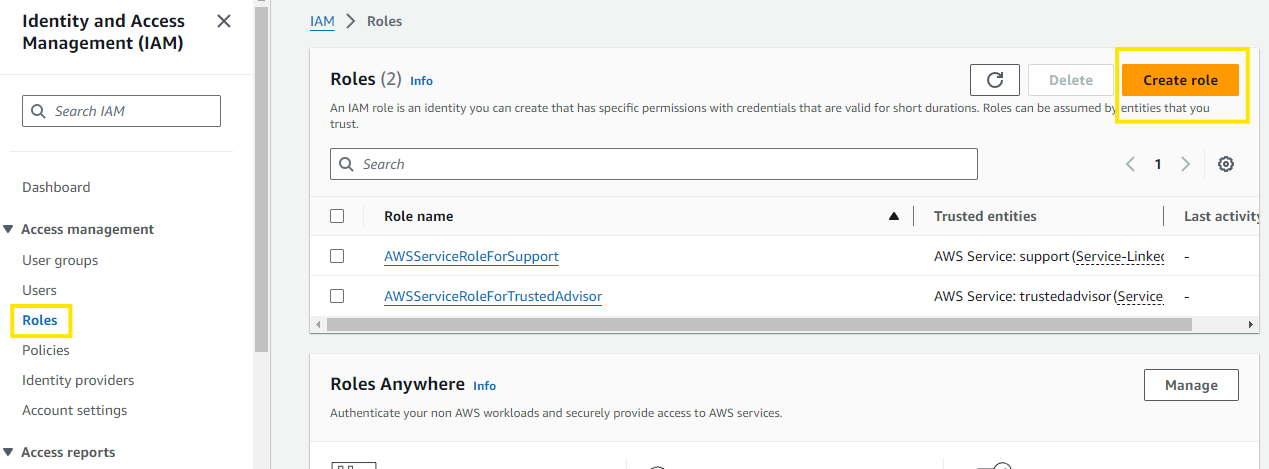 Identity and Access
Management (IAM)
Search IAM
Dashboard
Access management
User groups
Users
Roles
Policies
Identity providers
Account settings
Access reports
IAM > Roles
Roles (2) Info
Delete
Create role
An IAM role is an identity you can create that has specific permissions with credentials that are valid for short durations. Roles can be assumed by entities that you
trust.
Search
1
Role name Trusted entities Last activity
AWSServiceRoleForSupport AWS Service: support (Service-Linked -
AWSServiceRoleForTrustedAdvisor AWS Service: trustedadvisor (Service -
Roles Anywhere Info
Manage
Authenticate your non AWS workloads and securely provide access to AWS services.